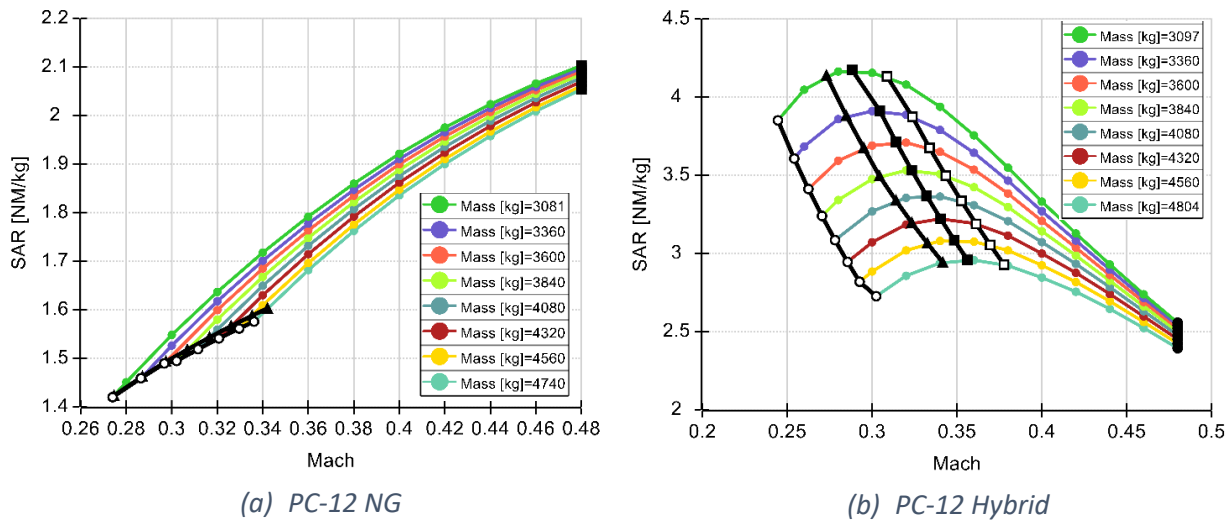 2.2
2.1
2
1.9
1.8
1.7
1.6
1.5
1.4
SAR [NM/kg]
0.26 0.28 0.3 0.32 0.34 0.36 0.38 0.4 0.42 0.44 0.46 0.48
Mach
Mass [kg]=3081
Mass [kg]=3360
Mass [kg]=3600
Mass [kg]=3840
Mass [kg]=4080
Mass [kg]=4320
Mass [kg]=4560
Mass [kg]=4740
(a) PC-12 NG
4.5
4
3.5
3
2.5
2
SAR [NM/kg]
0.2 0.25 0.3 0.35 0.4 0.45 0.5
Mach
Mass [kg]=3097
Mass [kg]=3360
Mass [kg]=3600
Mass [kg]=3840
Mass [kg]=4080
Mass [kg]=4320
Mass [kg]=4560
Mass [kg]=4804
(b) PC-12 Hybrid